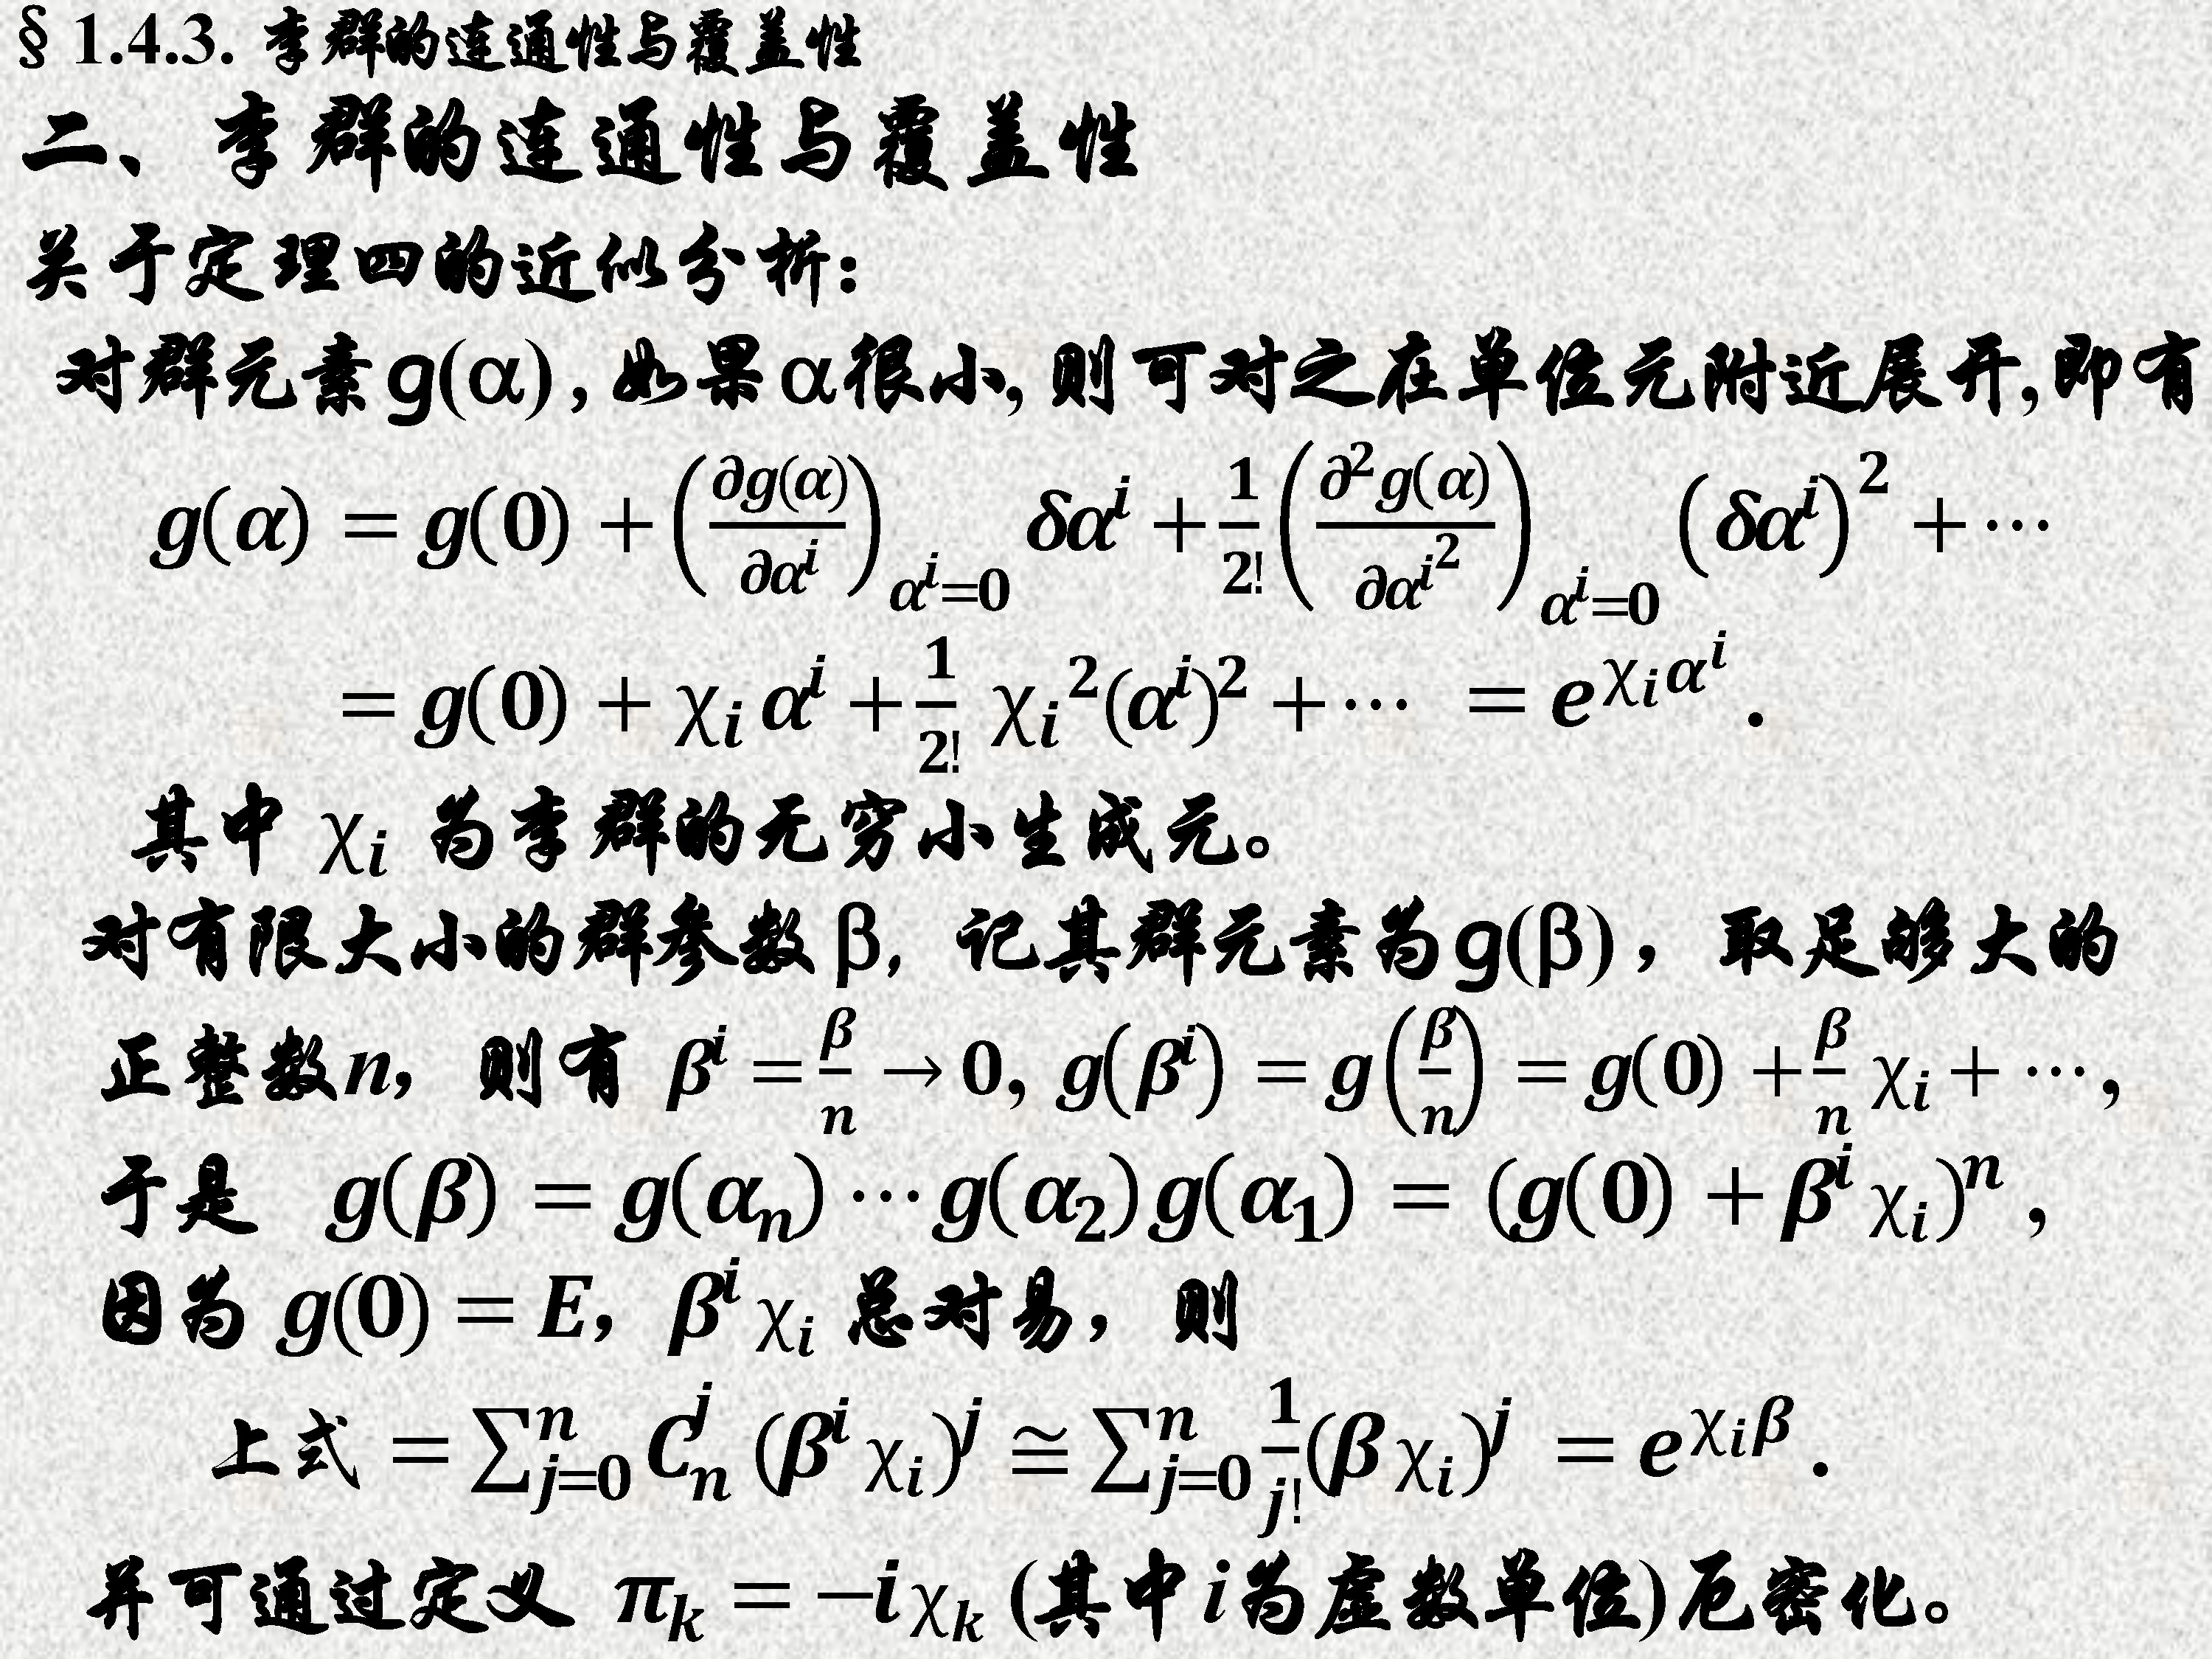 § 1.4.3. 李群的连通性与覆盖性
二、李群的连通性与覆盖性
关于定理四的近似分析:
对群元素g(α), 如果α很小, 则可对之在单位元附近展开, 即有
$g(\alpha) = g(0) + \left(\frac{\partial g(\alpha)}{\partial \alpha^i}\right)_{\alpha^i=0} \delta\alpha^i + \frac{1}{2!}\left(\frac{\partial^2 g(\alpha)}{\partial {\alpha^i}^2}\right)_{\alpha^i=0} (\delta\alpha^i)^2 + \cdots$
$= g(0) + \chi_i \alpha^i + \frac{1}{2!} {\chi_i}^2 (\alpha^i)^2 + \cdots = e^{\chi_i \alpha^i}.$
其中 $\chi_i$ 为李群的无穷小生成元。
对有限大小的群参数β, 记其群元素为g(β)，取足够大的
正整数n，则有 $\beta^i = \frac{\beta}{n} \to 0, g(\beta^i) = g\left(\frac{\beta}{n}\right) = g(0) + \frac{\beta}{n} \chi_i + \cdots,$
于是 $g(\beta) = g(\alpha_n) \cdots g(\alpha_2) g(\alpha_1) = (g(0) + \beta^i \chi_i)^n,$
因为 $g(0) = E$，$\beta^i \chi_i$ 总对易，则
上式 $= \sum_{j=0}^{n} C_n^j (\beta^i \chi_i)^j \cong \sum_{j=0}^{n} \frac{1}{j!} (\beta \chi_i)^j = e^{\chi_i \beta}.$
并可通过定义 $\pi_k = -i \chi_k$ (其中i为虚数单位)厄密化。